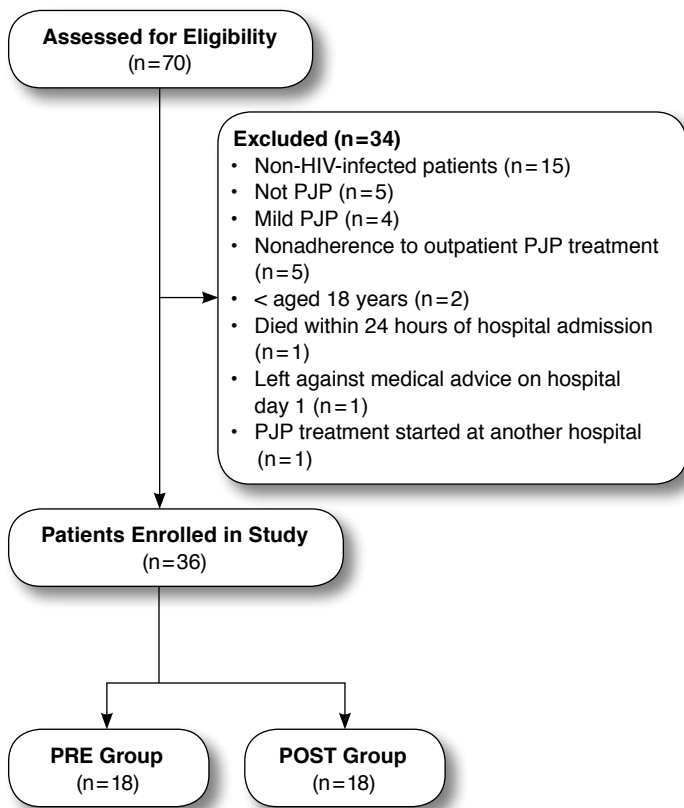 Assessed for Eligibility
(n=70)
Excluded (n=34)
• Non-HIV-infected patients (n=15)
• Not PJP (n=5)
• Mild PJP (n=4)
• Nonadherence to outpatient PJP treatment
(n=5)
• < aged 18 years (n=2)
• Died within 24 hours of hospital admission
(n=1)
• Left against medical advice on hospital
day 1 (n=1)
• PJP treatment started at another hospital
(n=1)
Patients Enrolled in Study
(n=36)
PRE Group
(n=18)
POST Group
(n=18)